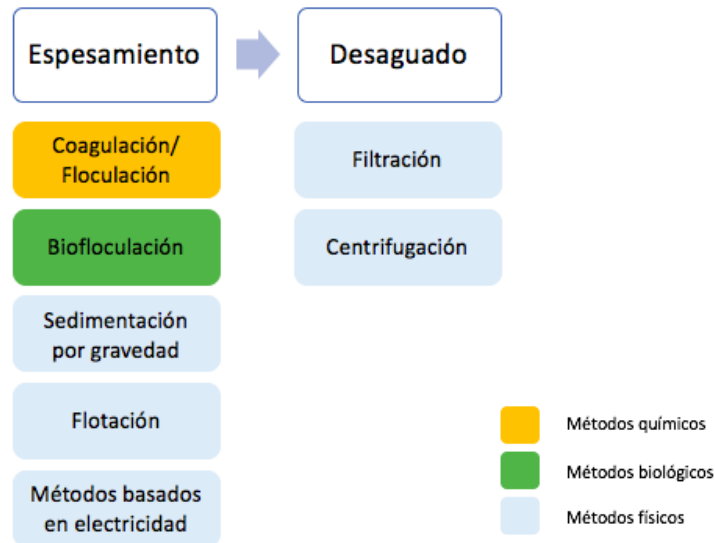 Espesamiento
Desaguado
Coagulación/
Floculación
Filtración
Biofloculación
Centrifugación
Sedimentación
por gravedad
Flotación
Métodos basados
en electricidad
Métodos químicos
Métodos biológicos
Métodos físicos